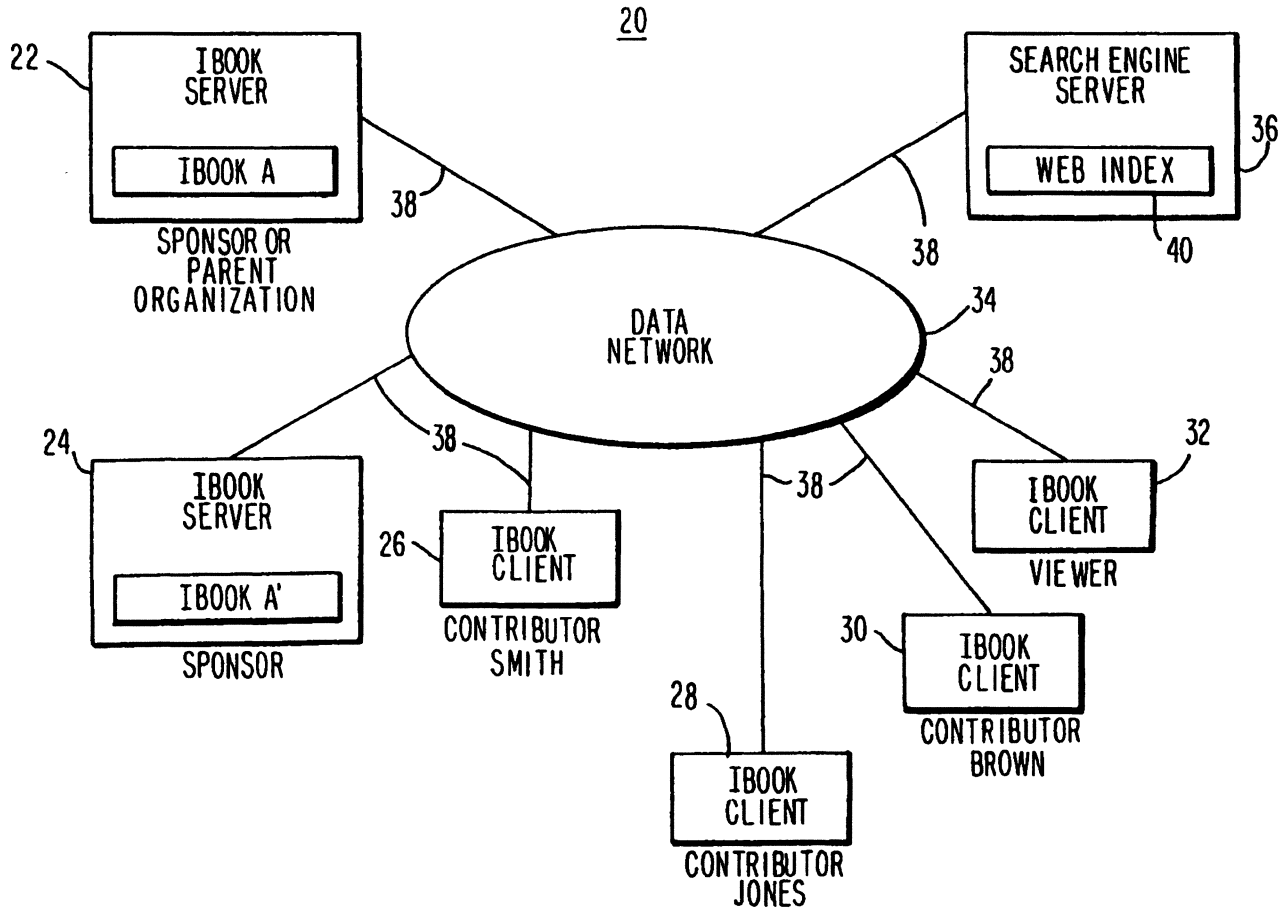 20
22
IBOOK
SERVER
IBOOK A
SPONSOR OR
PARENT
ORGANIZATION
38
SEARCH ENGINE
SERVER
WEB INDEX
36
40
38
DATA
NETWORK
34
38
24
IBOOK
SERVER
IBOOK A'
SPONSOR
38
26
IBOOK
CLIENT
CONTRIBUTOR
SMITH
38
32
IBOOK
CLIENT
VIEWER
30
IBOOK
CLIENT
CONTRIBUTOR
BROWN
28
IBOOK
CLIENT
CONTRIBUTOR
JONES